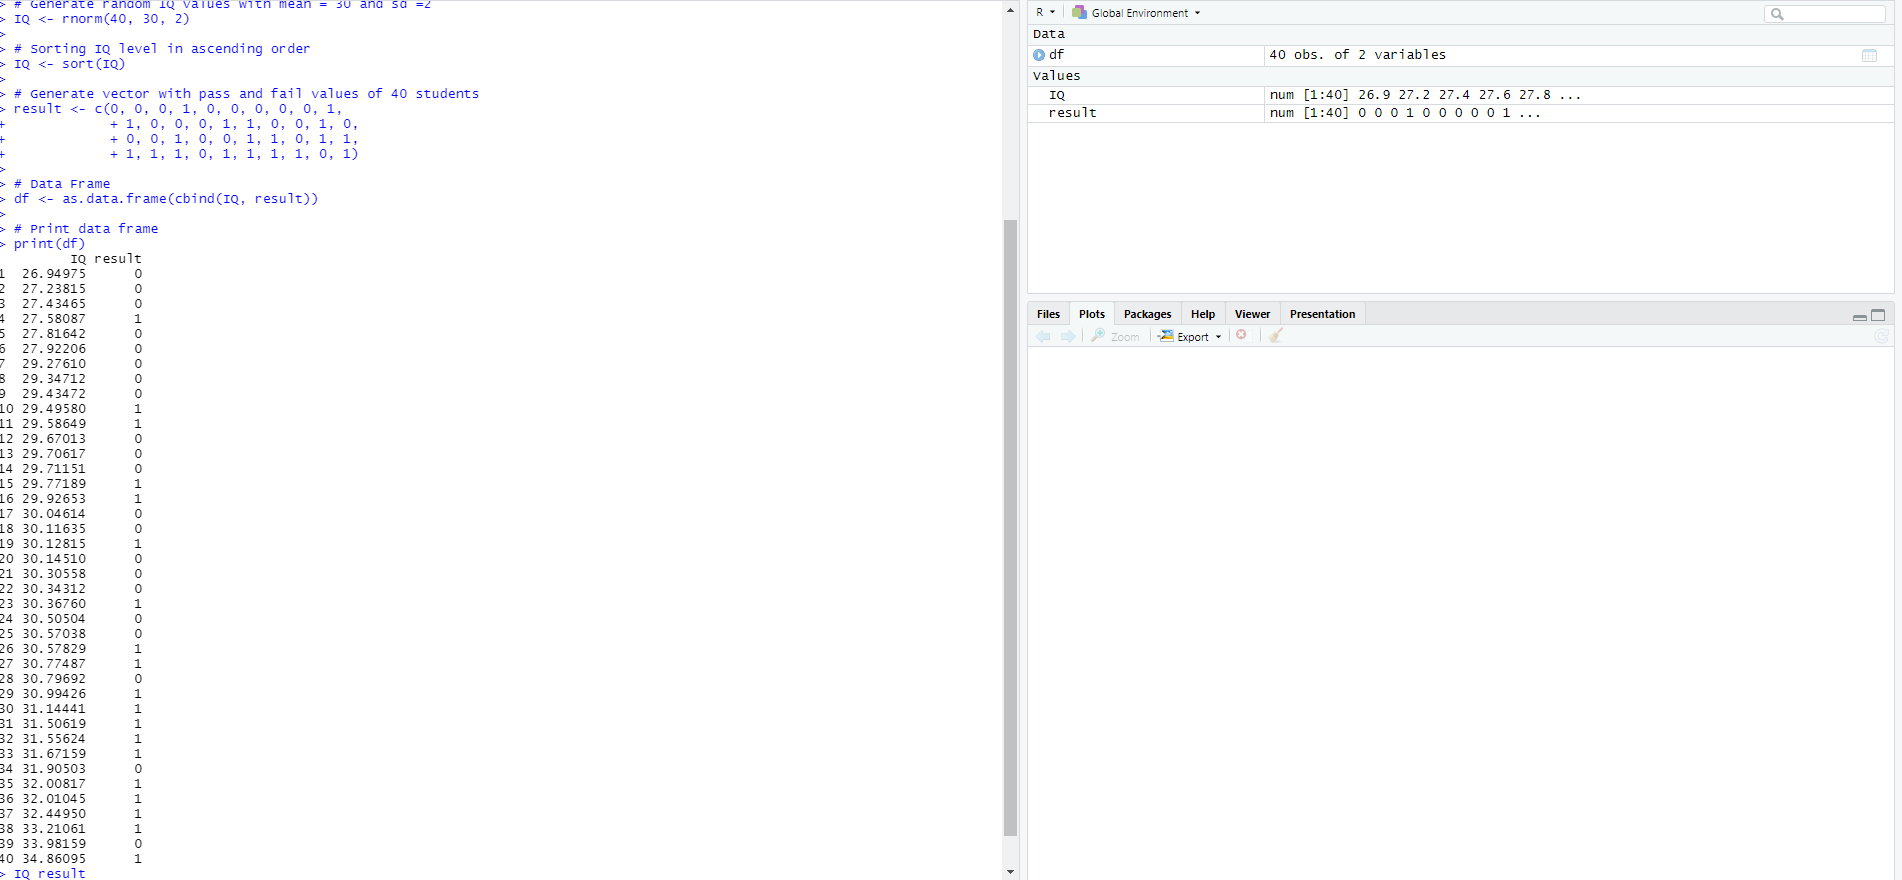 > # Generate random IQ values with mean = 30 and sd =2
> IQ <- rnorm(40, 30, 2)
>
> # Sorting IQ level in ascending order
> IQ <- sort(IQ)
>
> # Generate vector with pass and fail values of 40 students
> result <- c(0, 0, 0, 1, 0, 0, 0, 0, 0, 1,
+ + 1, 0, 0, 0, 1, 1, 0, 0, 1, 0,
+ + 0, 0, 1, 0, 0, 1, 1, 0, 1, 1,
+ + 1, 1, 1, 0, 1, 1, 1, 1, 0, 1)
>
> # Data Frame
> df <- as.data.frame(cbind(IQ, result))
>
> # Print data frame
> print(df)
IQ result
1 26.94975 0
2 27.23815 0
3 27.43465 0
4 27.58087 1
5 27.81642 0
6 27.92206 0
7 29.27610 0
8 29.34712 0
9 29.43472 0
10 29.49580 1
11 29.58649 1
12 29.67013 0
13 29.70617 0
14 29.71151 0
15 29.77189 1
16 29.92653 1
17 30.04614 0
18 30.11635 0
19 30.12815 1
20 30.14510 0
21 30.30558 0
22 30.34312 0
23 30.36760 1
24 30.50504 0
25 30.57038 0
26 30.57829 1
27 30.77487 1
28 30.79692 0
29 30.99426 1
30 31.14441 1
31 31.50619 1
32 31.55624 1
33 31.67159 1
34 31.90503 0
35 32.00817 1
36 32.01045 1
37 32.44950 1
38 33.21061 1
39 33.98159 0
40 34.86095 1
> IQ result
R Global Environment
Data
df 40 obs. of 2 variables
Values
IQ num [1:40] 26.9 27.2 27.4 27.6 27.8 ...
result num [1:40] 0 0 0 1 0 0 0 0 0 1 ...
Files Plots Packages Help Viewer Presentation
Zoom Export